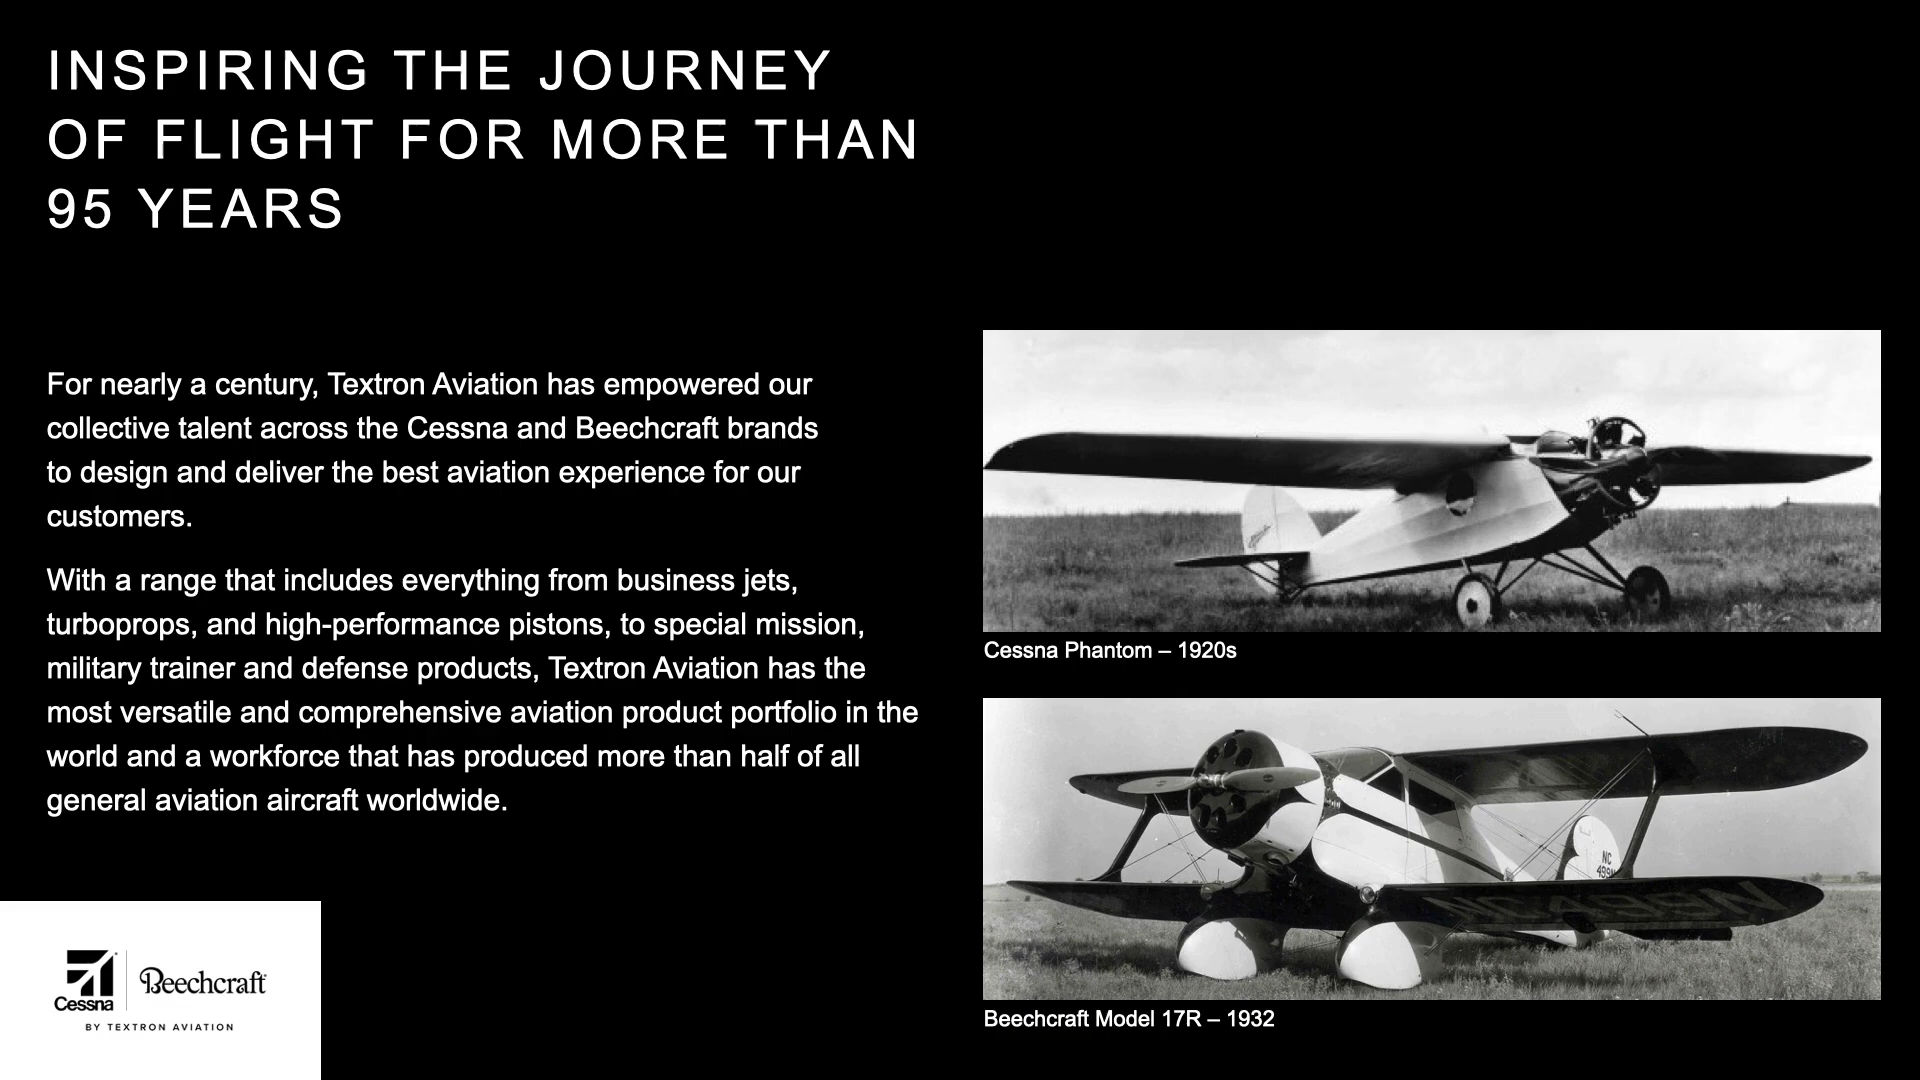 INSPIRING THE JOURNEY
OF FLIGHT FOR MORE THAN
95 YEARS
For nearly a century, Textron Aviation has empowered our
collective talent across the Cessna and Beechcraft brands
to design and deliver the best aviation experience for our
customers.
With a range that includes everything from business jets,
turboprops, and high-performance pistons, to special mission,
military trainer and defense products, Textron Aviation has the
most versatile and comprehensive aviation product portfolio in the
world and a workforce that has produced more than half of all
general aviation aircraft worldwide.
Cessna Phantom – 1920s
NC
499N
NC499N
Beechcraft Model 17R – 1932
Cessna
Beechcraft
BY TEXTRON AVIATION